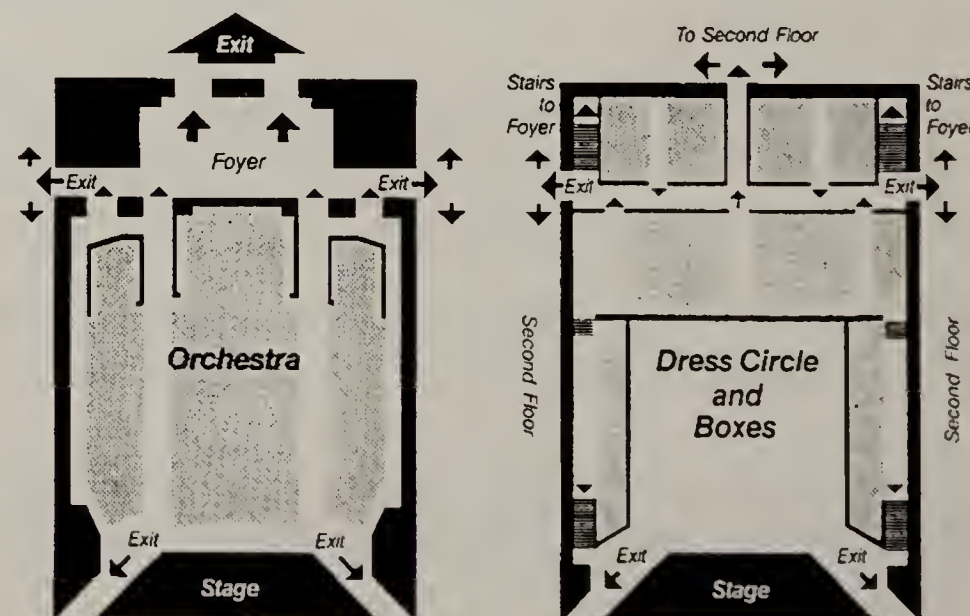 Exit
Foyer
Exit
Exit
Orchestra
Exit
Exit
Stage
To Second Floor
Stairs
to
Foyer
Stairs
to
Foyer
Exit
Exit
Second Floor
Dress Circle
and
Boxes
Second Floor
Exit
Exit
Stage